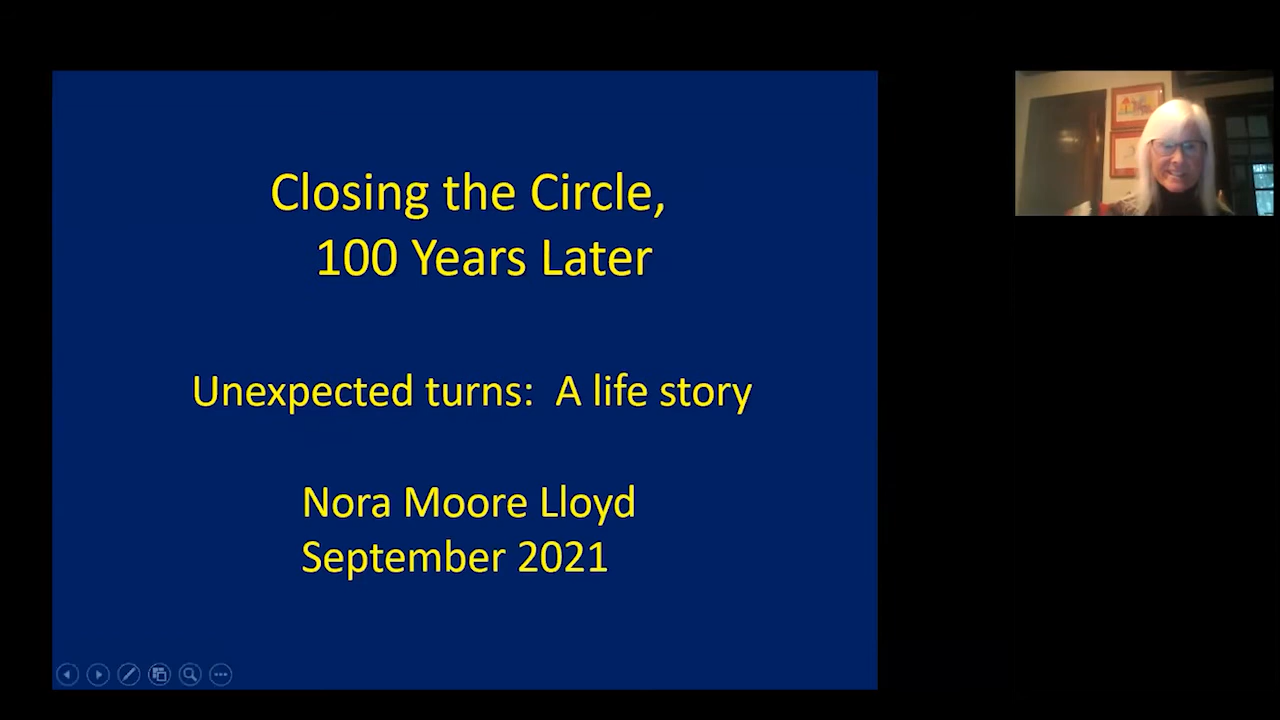 Closing the Circle,
100 Years Later
Unexpected turns: A life story
Nora Moore Lloyd
September 2021